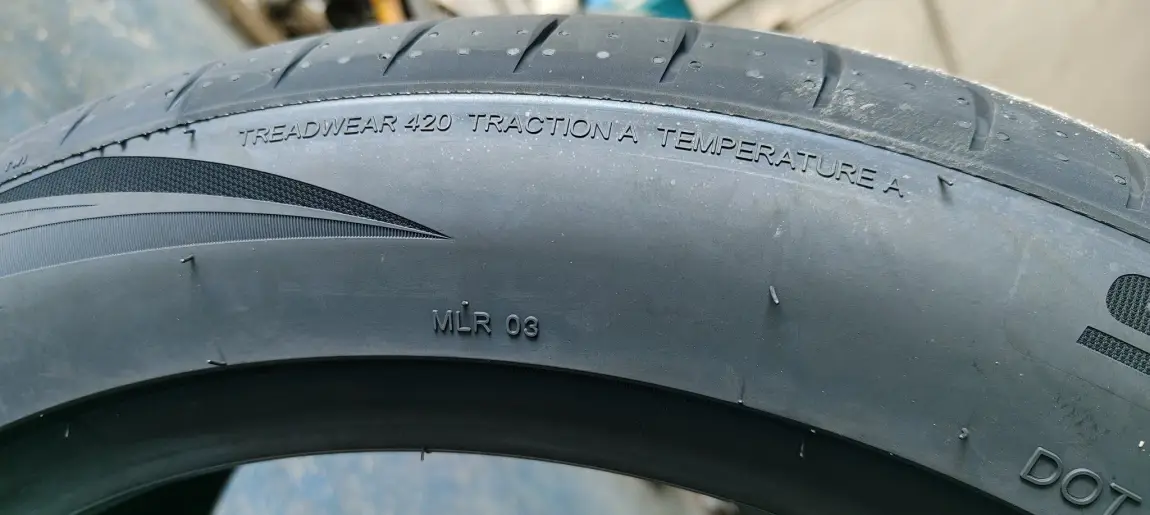 TREADWEAR 420 TRACTION A TEMPERATURE A
MLR 03
DOT